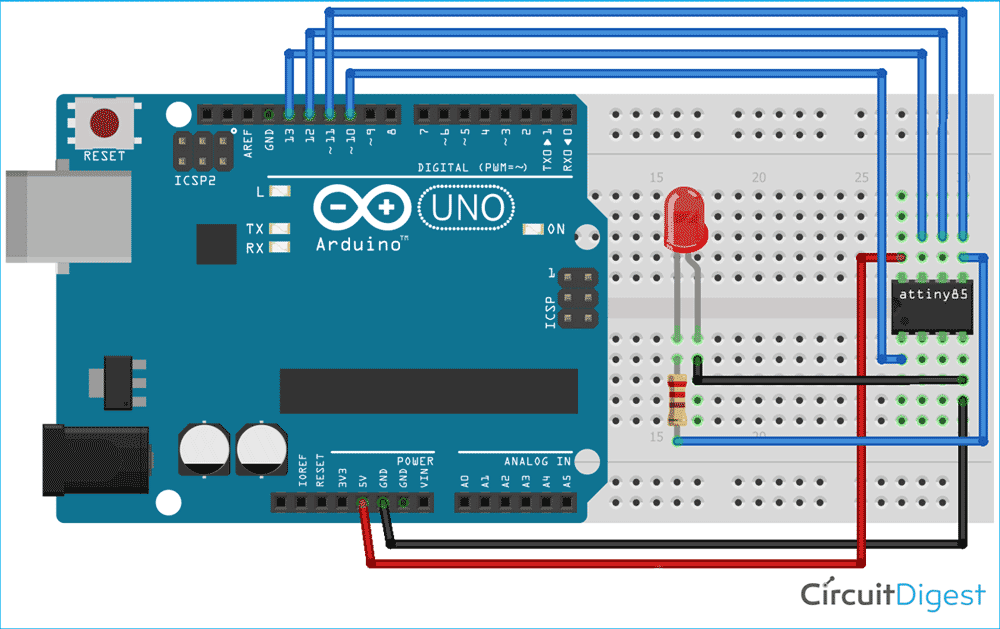 RESET
ICSP2
AREF
GND
13
12
~11
~10
~9
8
7
~6
~5
4
~3
2
TX0 ▶ 1
RX0 ◀ 0
DIGITAL (PWM=~)
L
TX
RX
Arduino™
UNO
ON
1
ICSP
15
20
25
30
attiny85
15
20
IOREF
RESET
3V3
5V
GND
GND
VIN
POWER
ANALOG IN
A0
A1
A2
A3
A4
A5
CircuitDigest